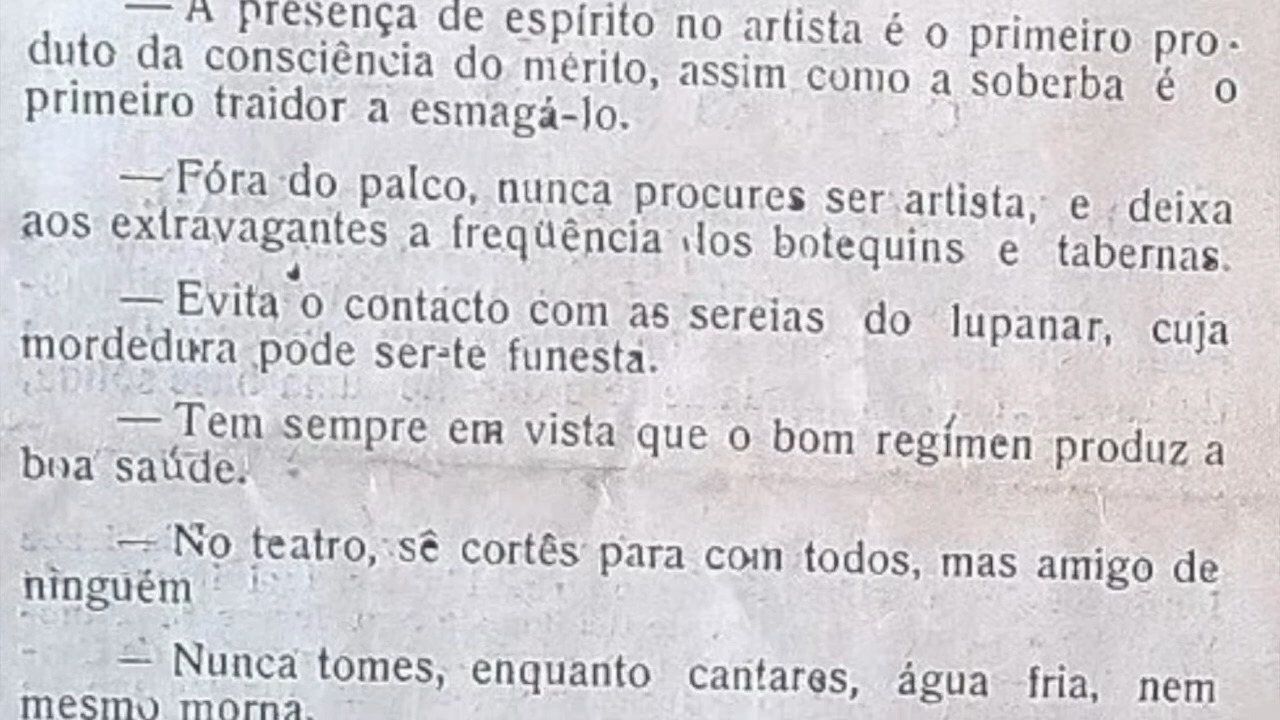 — A presença de espírito no artista é o primeiro pro-
duto da consciência do mérito, assim como a soberba é o
primeiro traidor a esmagá-lo.
— Fóra do palco, nunca procures ser artista, e deixa
aos extravagantes a freqüência dos botequins e tabernas.
— Evita o contacto com as sereias do lupanar, cuja
mordedura pode ser-te funesta.
— Tem sempre em vista que o bom regímen produz a
boa saúde.
— No teatro, sê cortês para com todos, mas amigo de
ninguém
— Nunca tomes, enquanto cantares, água fria, nem
mesmo morna.